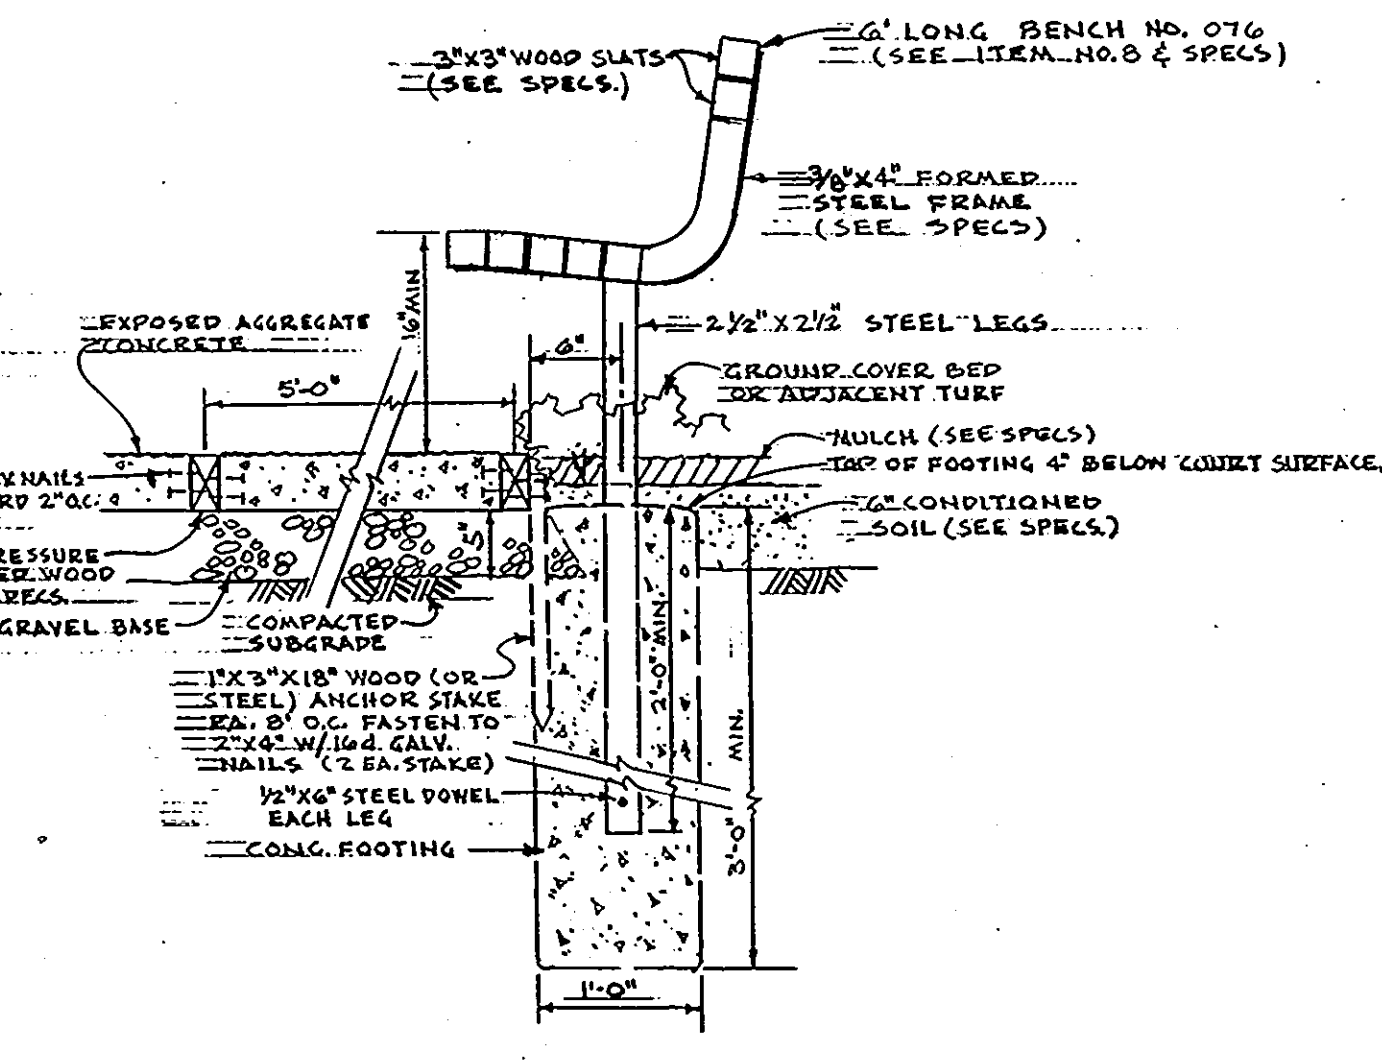 6' LONG BENCH NO. 076
(SEE ITEM NO. 8 & SPECS)
3"X3" WOOD SLATS
(SEE SPECS.)
3/8"X4" FORMED
STEEL FRAME
(SEE SPECS)
16" MIN
2 1/2" X 2 1/2" STEEL LEGS
EXPOSED AGGREGATE
CONCRETE
6"
5'-0"
GROUND COVER BED
OR ADJACENT TURF
MULCH (SEE SPECS)
TOP OF FOOTING 4" BELOW COURT SURFACE
NAILS
2" O.C.
6" CONDITIONED
SOIL (SEE SPECS.)
5"
RESSURE
WOOD
GRAVEL BASE
COMPACTED
SUBGRADE
2'-0" MIN.
1"X3"X18" WOOD (OR
STEEL) ANCHOR STAKE
EA. 8' O.C. FASTEN TO
2"X4" W/16d. GALV.
NAILS (2 EA. STAKE)
3'-0" MIN.
1/2"X6" STEEL DOWEL
EACH LEG
CONC. FOOTING
1'-0"